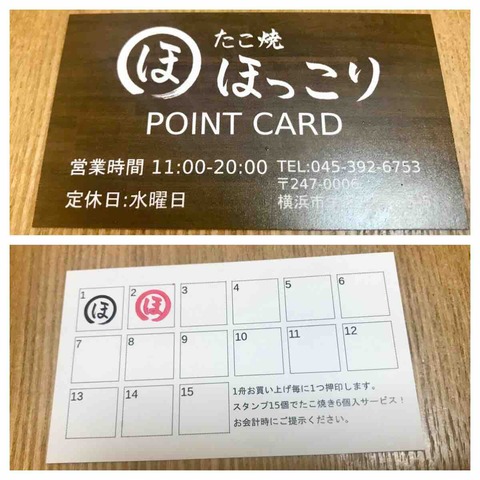 ほ たこ焼
ほっこり
POINT CARD
営業時間 11:00-20:00
定休日:水曜日
TEL:045-392-6753
〒247-0006
横浜市
1 2 3 4 5 6
ほ ほ
7 8 9 10 11 12
13 14 15
1舟お買い上げ毎に1つ押印します。
スタンプ15個でたこ焼き6個入サービス！
お会計時にご提示ください。